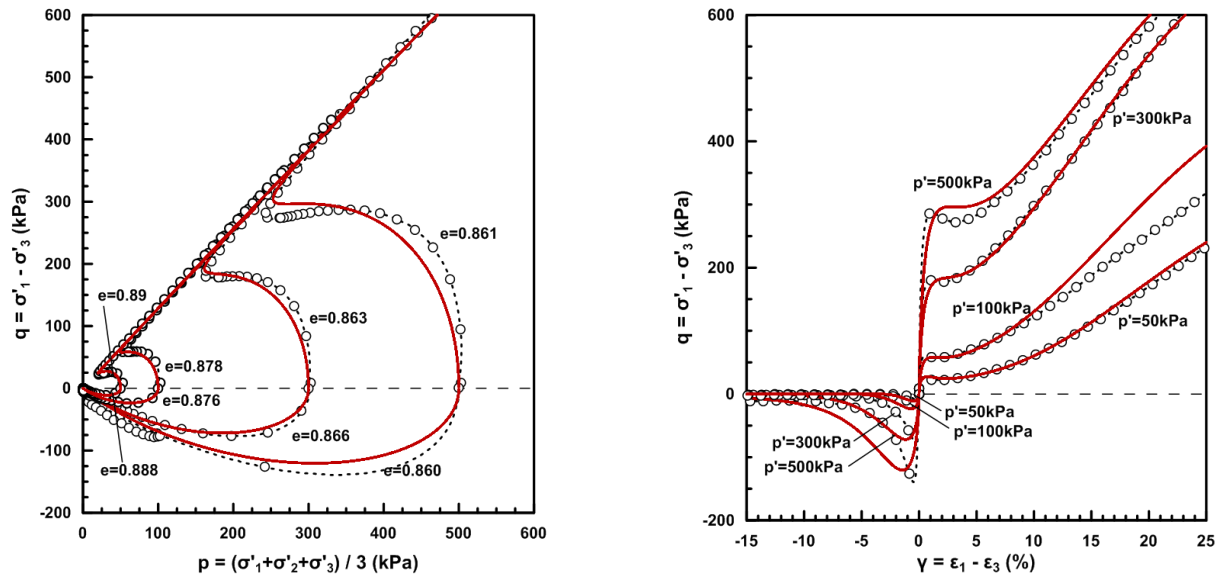 600
500
400
300
200
100
0
-100
-200
q = σ'₁ - σ'₃ (kPa)
e=0.861
e=0.89
e=0.863
e=0.878
e=0.876
e=0.866
e=0.860
e=0.888
0 100 200 300 400 500 600
p = (σ'₁+σ'₂+σ'₃) / 3 (kPa)
600
400
200
0
-200
q = σ'₁ - σ'₃ (kPa)
p'=300kPa
p'=500kPa
p'=100kPa
p'=50kPa
p'=50kPa
p'=100kPa
p'=300kPa
p'=500kPa
-15 -10 -5 0 5 10 15 20 25
γ = ε₁ - ε₃ (%)